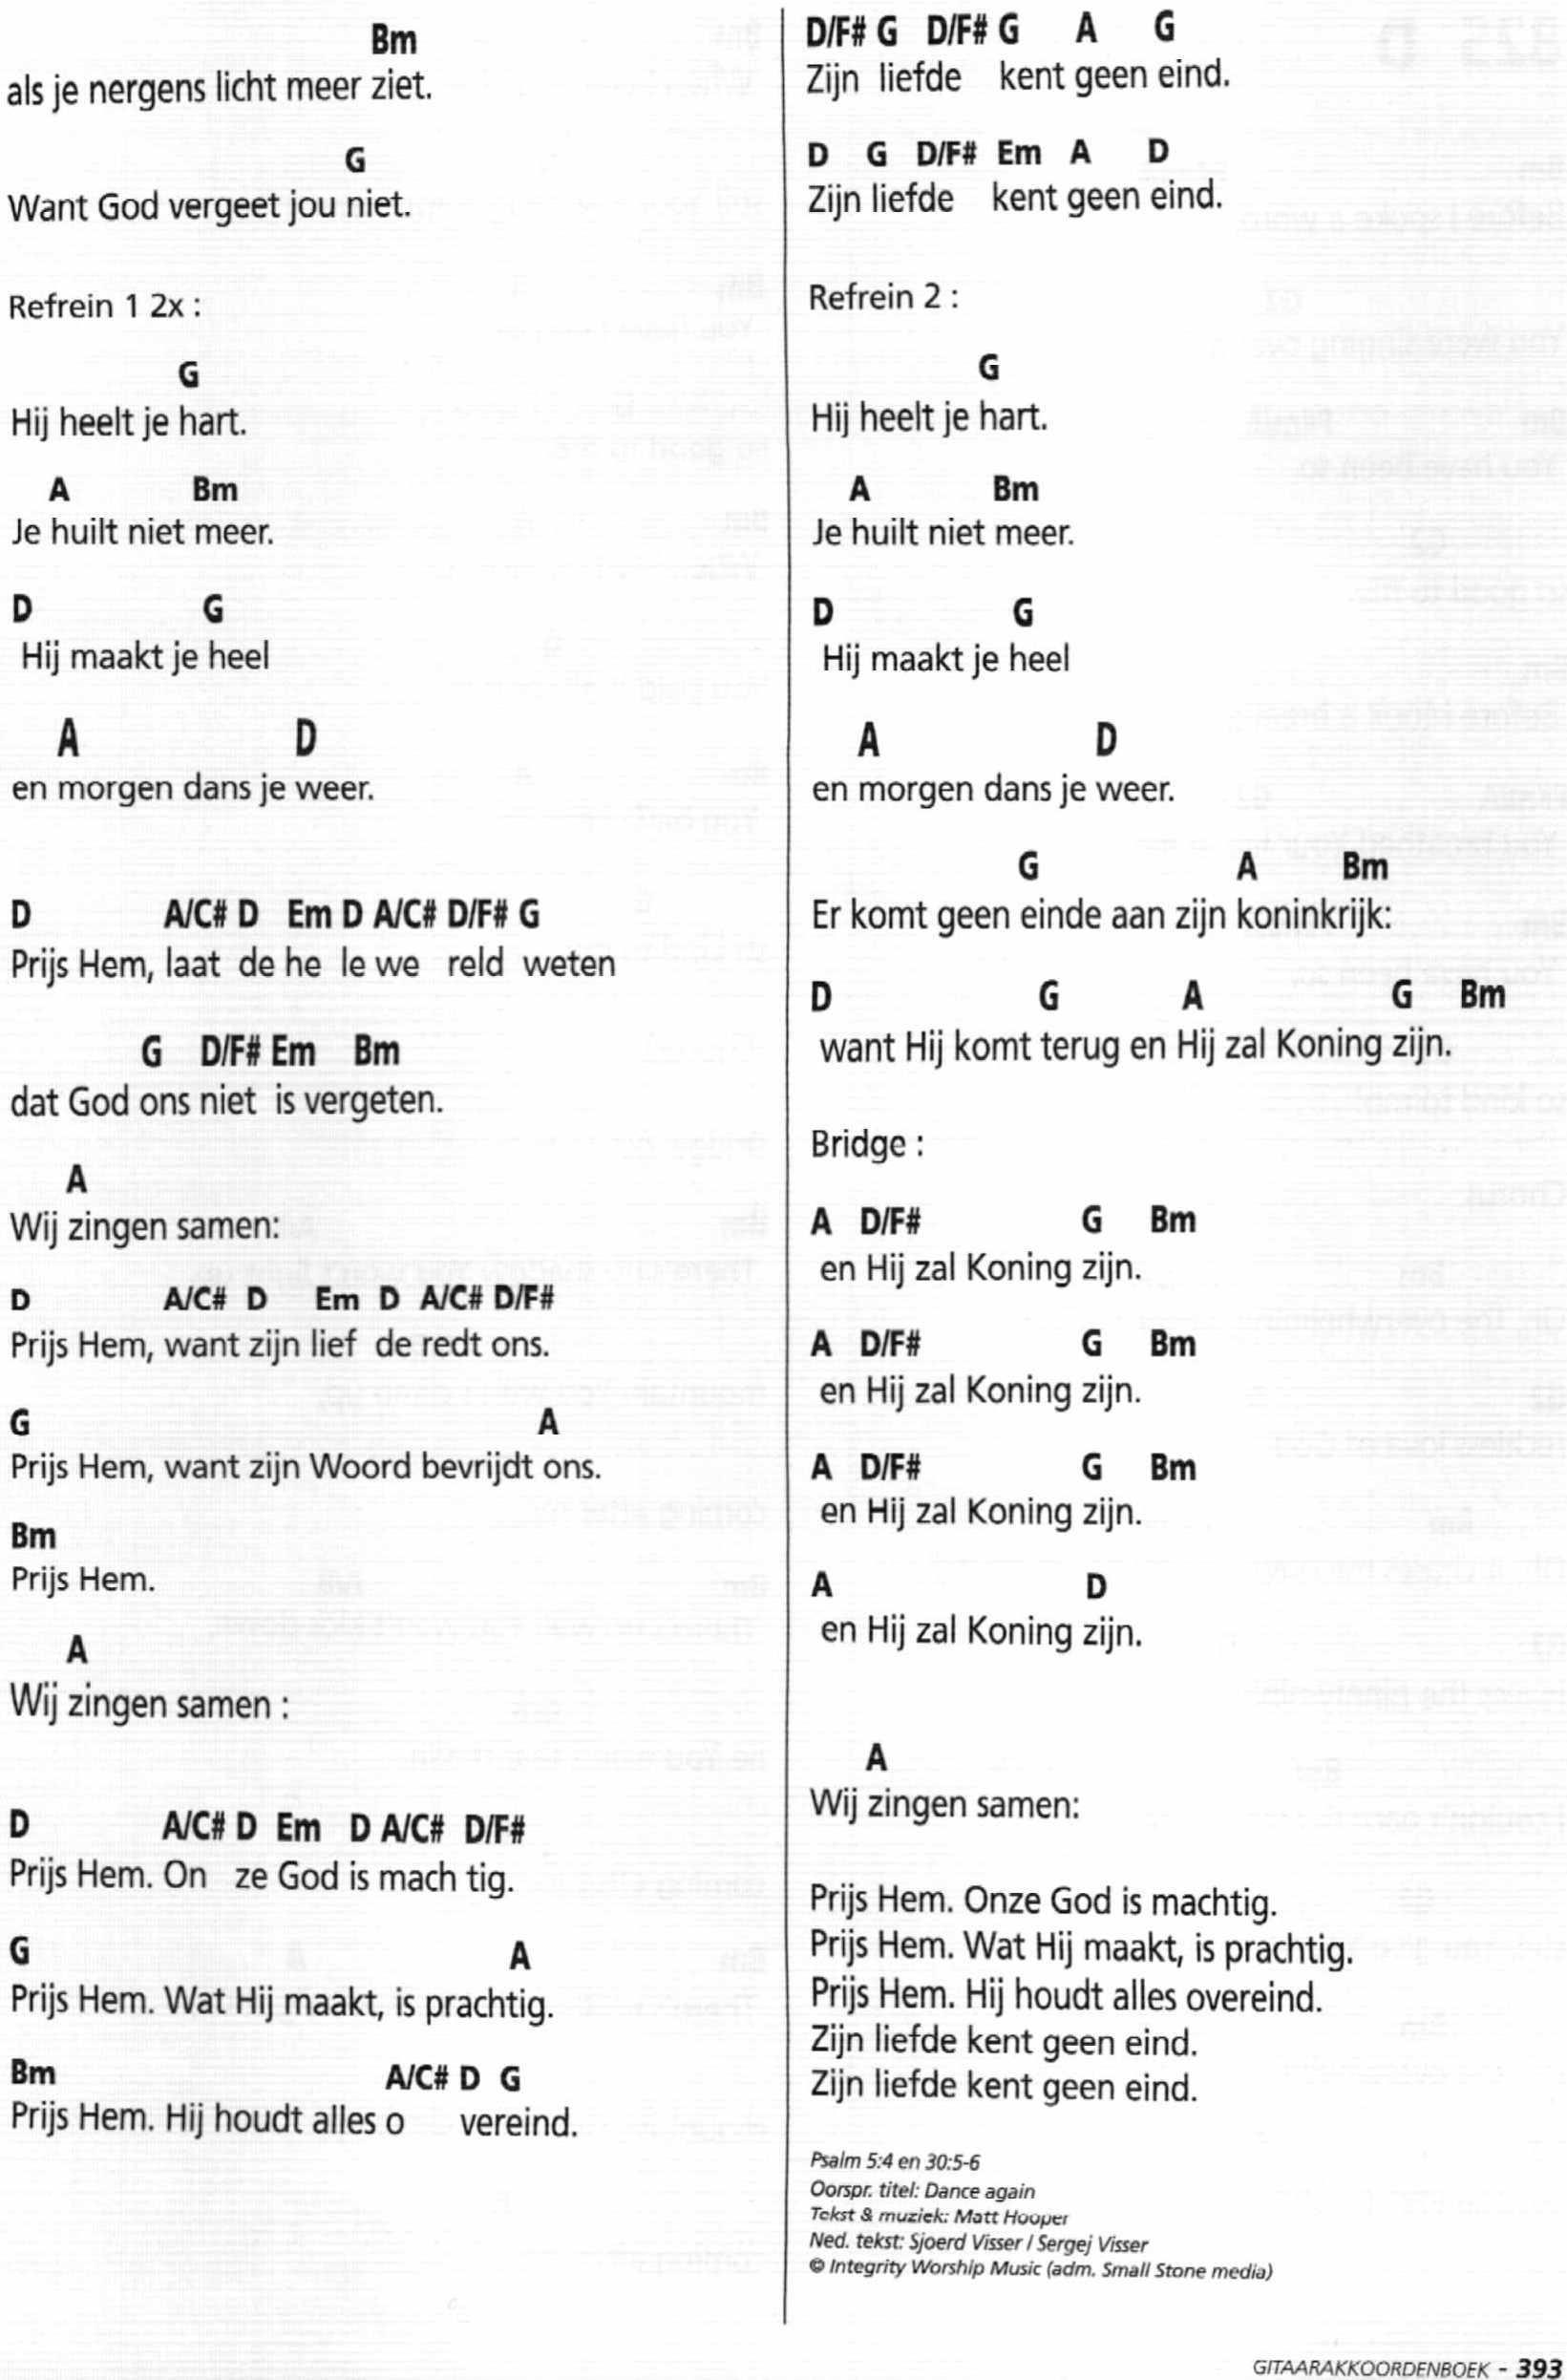 Bm
als je nergens licht meer ziet.
G
Want God vergeet jou niet.
Refrein 1 2x :
G
Hij heelt je hart.
A Bm
Je huilt niet meer.
D G
Hij maakt je heel
A D
en morgen dans je weer.
D A/C# D Em D A/C# D/F# G
Prijs Hem, laat de he le we reld weten
G D/F# Em Bm
dat God ons niet is vergeten.
A
Wij zingen samen:
D A/C# D Em D A/C# D/F#
Prijs Hem, want zijn lief de redt ons.
G A
Prijs Hem, want zijn Woord bevrijdt ons.
Bm
Prijs Hem.
A
Wij zingen samen :
D A/C# D Em D A/C# D/F#
Prijs Hem. On ze God is mach tig.
G A
Prijs Hem. Wat Hij maakt, is prachtig.
Bm A/C# D G
Prijs Hem. Hij houdt alles o vereind.
D/F# G D/F# G A G
Zijn liefde kent geen eind.
D G D/F# Em A D
Zijn liefde kent geen eind.
Refrein 2 :
G
Hij heelt je hart.
A Bm
Je huilt niet meer.
D G
Hij maakt je heel
A D
en morgen dans je weer.
G A Bm
Er komt geen einde aan zijn koninkrijk:
D G A G Bm
want Hij komt terug en Hij zal Koning zijn.
Bridge :
A D/F# G Bm
en Hij zal Koning zijn.
A D/F# G Bm
en Hij zal Koning zijn.
A D/F# G Bm
en Hij zal Koning zijn.
A D
en Hij zal Koning zijn.
A
Wij zingen samen:
Prijs Hem. Onze God is machtig.
Prijs Hem. Wat Hij maakt, is prachtig.
Prijs Hem. Hij houdt alles overeind.
Zijn liefde kent geen eind.
Zijn liefde kent geen eind.
Psalm 5:4 en 30:5-6
Oorspr. titel: Dance again
Tekst & muziek: Matt Hooper
Ned. tekst: Sjoerd Visser / Sergej Visser
© Integrity Worship Music (adm. Small Stone media)
GITAARAKKOORDENBOEK - 393